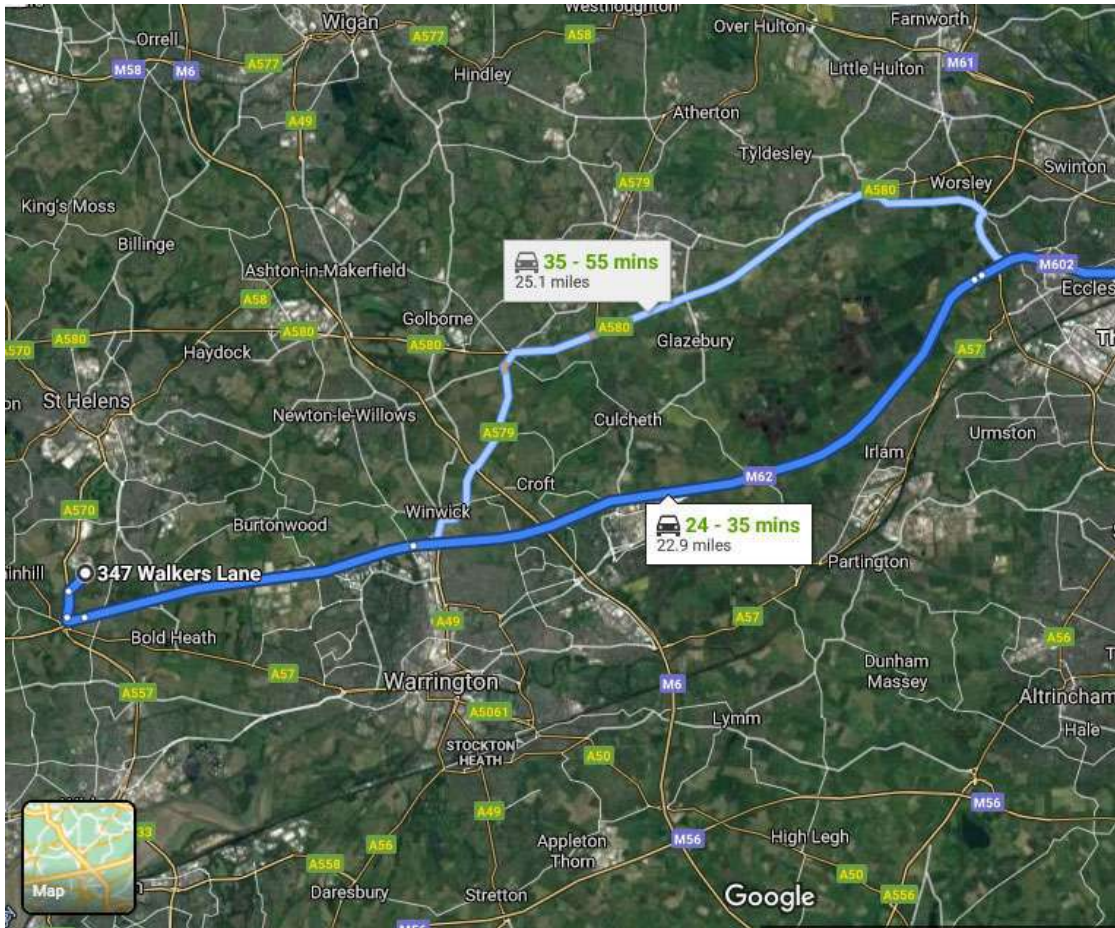 Wigan
A577
Westhoughton
Over Hulton
Farnworth
Orrell
A58
M58
M6
A577
Hindley
Little Hulton
M61
A49
Atherton
Tyldesley
Swinton
A579
A580
Worsley
King's Moss
Billinge
Ashton-in-Makerfield
35 - 55 mins
25.1 miles
M602
Eccles
A58
Golborne
A580
A580
A580
A580
Glazebury
A57
A570
Haydock
St Helens
Newton-le-Willows
Culcheth
A579
Urmston
Irlam
M62
Croft
A570
Burtonwood
Winwick
24 - 35 mins
22.9 miles
Partington
347 Walkers Lane
A49
A57
Bold Heath
A56
Dunham
Massey
A57
A557
Warrington
M6
Altrincham
A5061
Lymm
Hale
STOCKTON
HEATH
A50
M56
A49
A56
Appleton
Thorn
M56
High Legh
A558
A50
Map
Daresbury
Stretton
Google
A556
M56